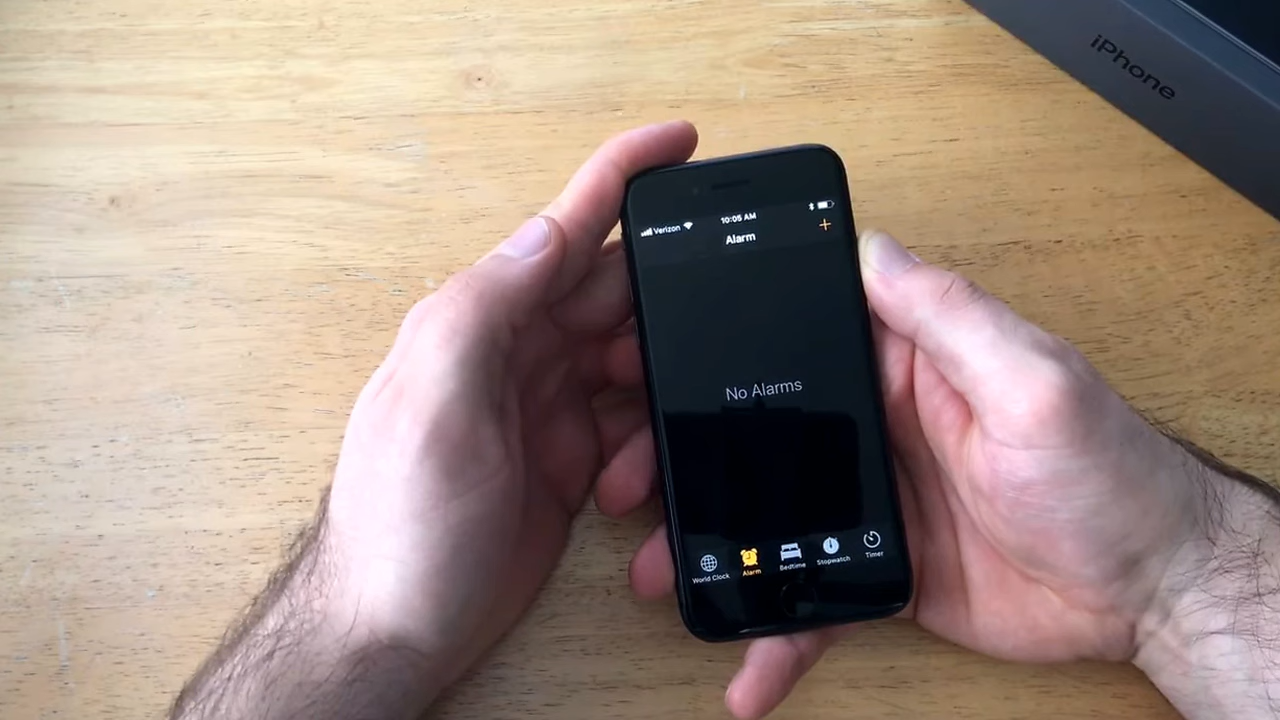 iPhone
Verizon 10:05 AM
Alarm +
No Alarms
World Clock Alarm Bedtime Stopwatch Timer